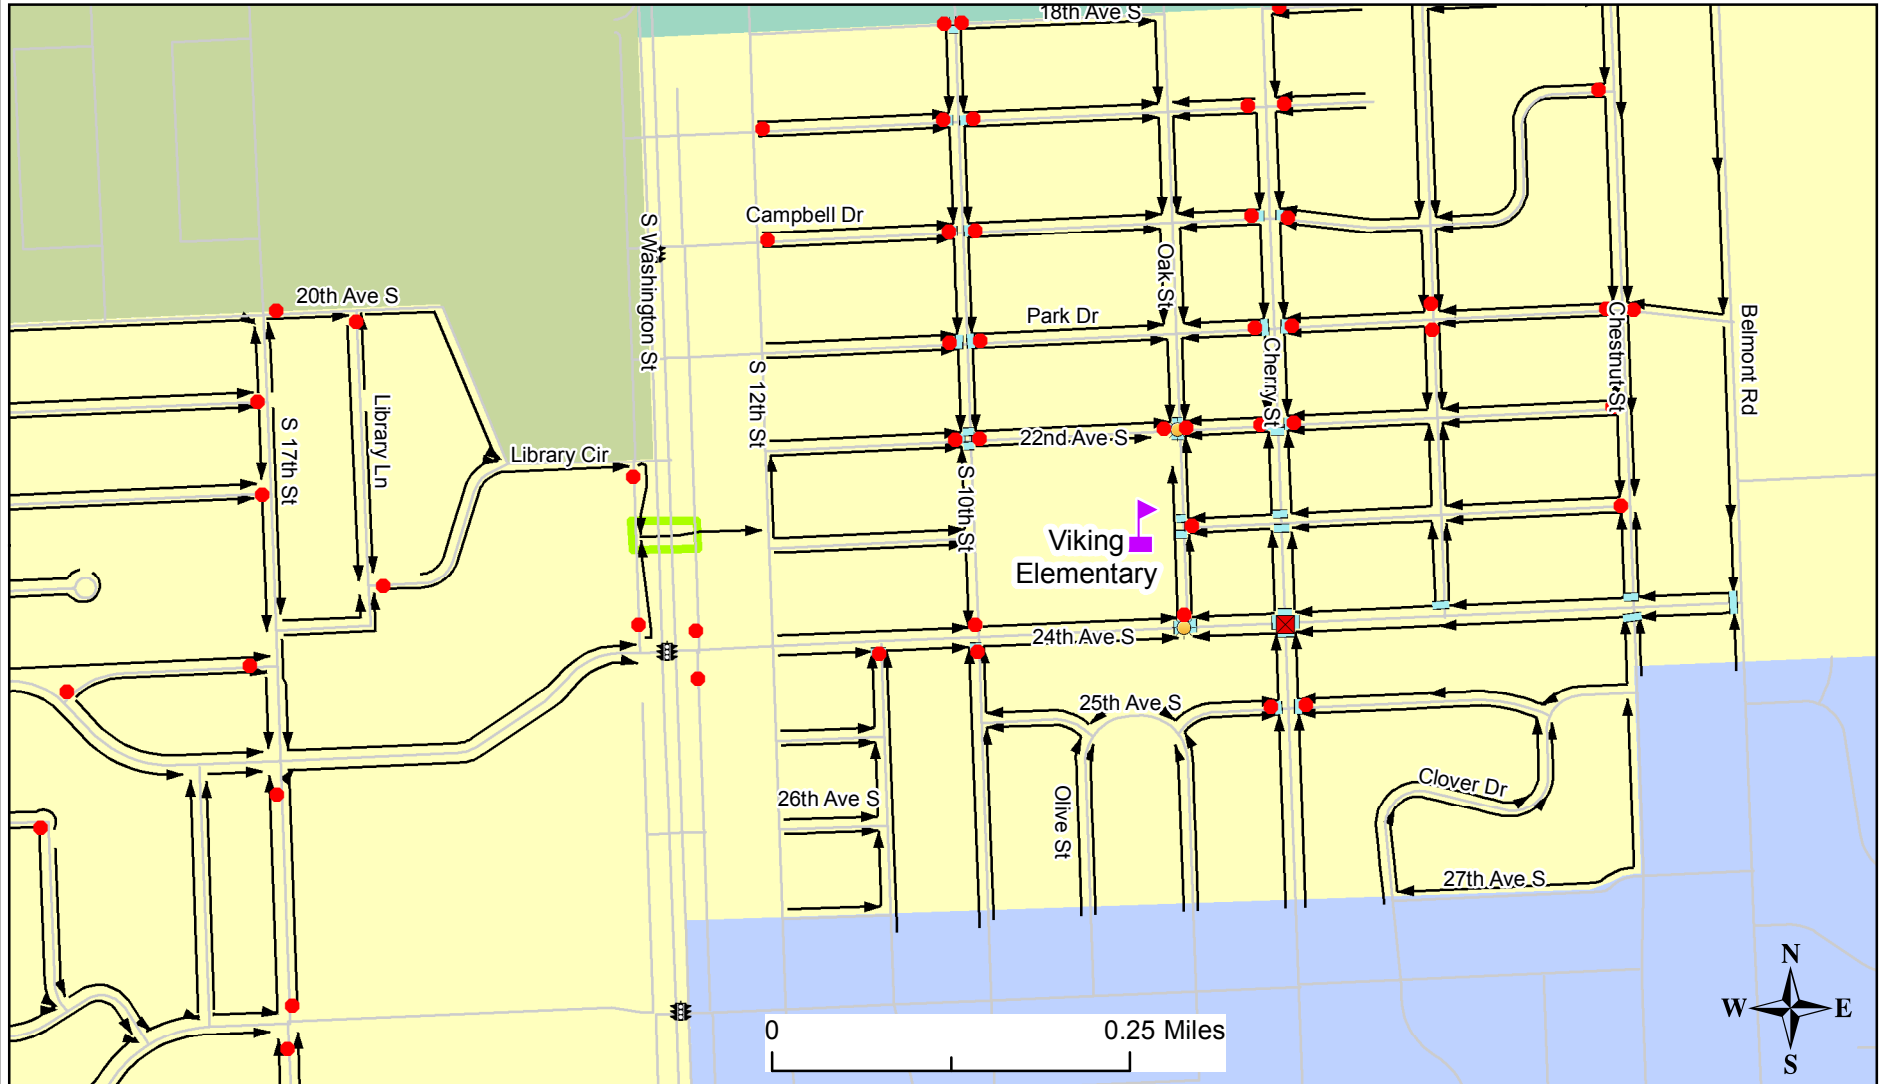 18th Ave S
Campbell Dr
S Washington St
Oak St
20th Ave S
Park Dr
Chestnut St
Belmont Rd
Cherry St
S 12th St
Library Ln
S 17th St
22nd Ave S
Library Cir
S 10th St
Viking
Elementary
24th Ave S
25th Ave S
Clover Dr
26th Ave S
Olive St
27th Ave S
N
W
E
S
0
0.25 Miles